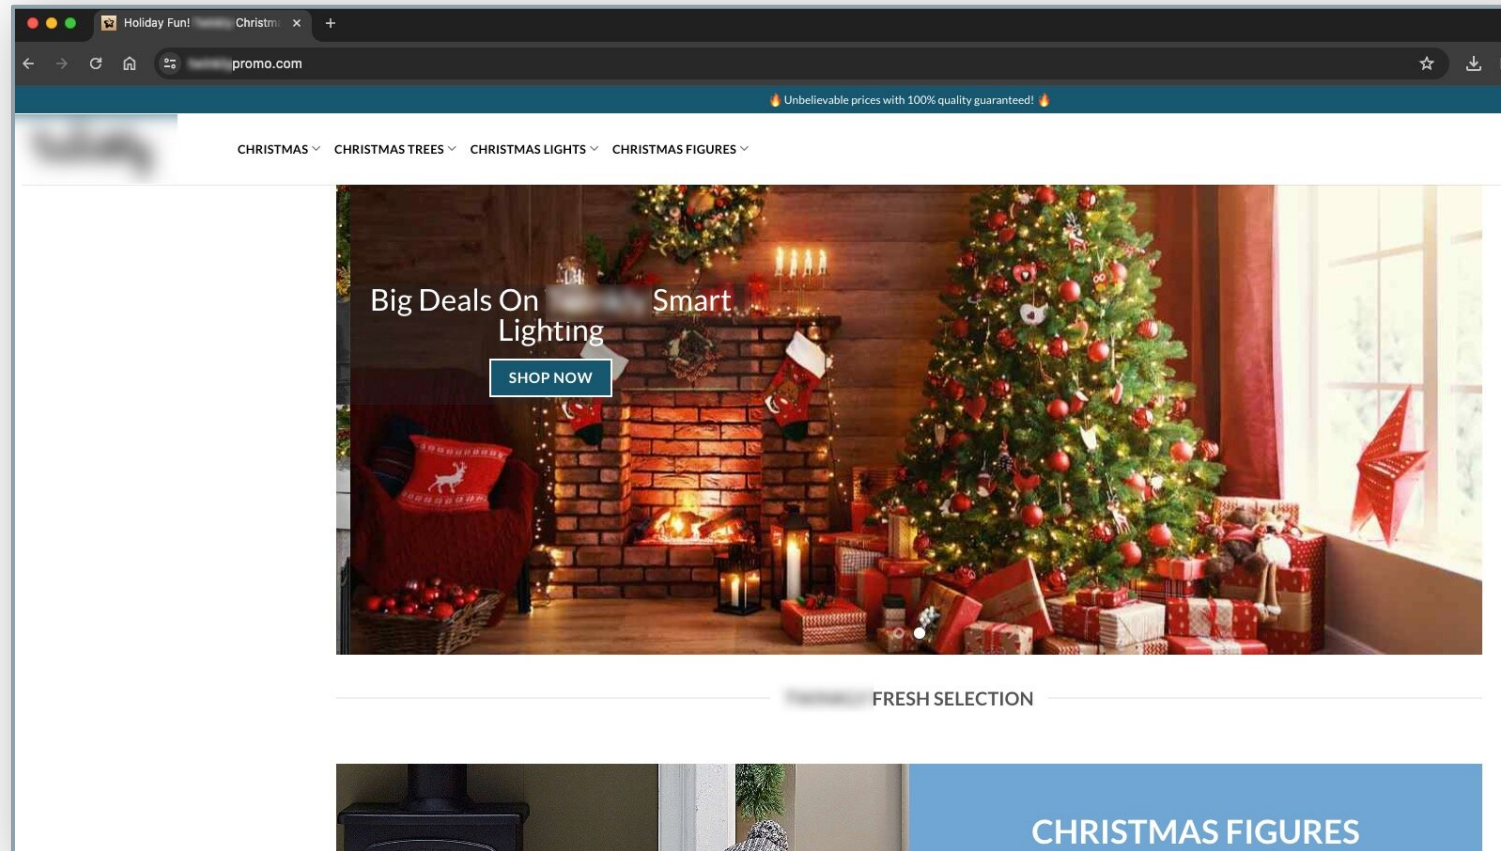 Holiday Fun! Christm
promo.com
🔥 Unbelievable prices with 100% quality guaranteed! 🔥
CHRISTMAS CHRISTMAS TREES CHRISTMAS LIGHTS CHRISTMAS FIGURES
Big Deals On Smart
Lighting
SHOP NOW
FRESH SELECTION
CHRISTMAS FIGURES